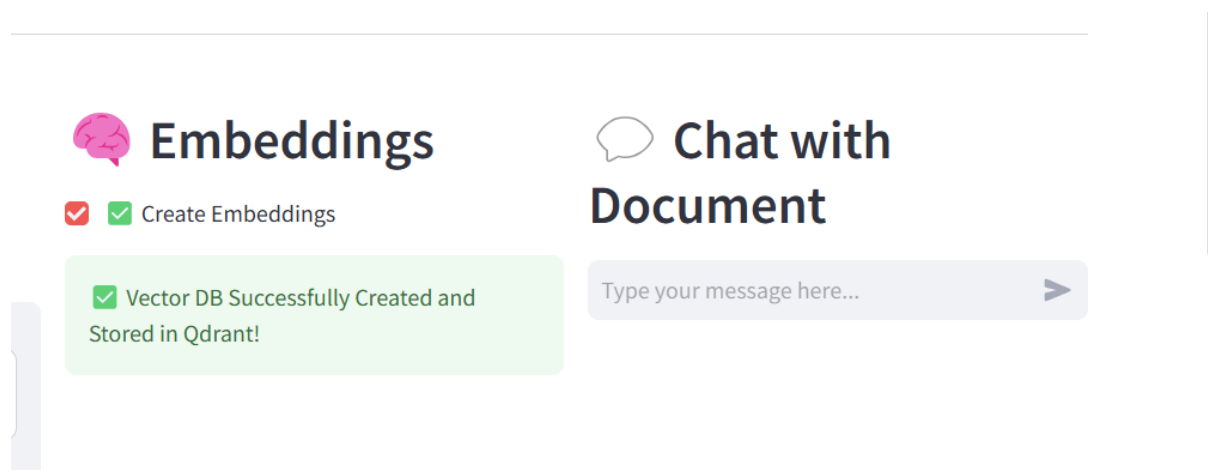 🧠 Embeddings
✅ Create Embeddings
✅ Vector DB Successfully Created and
Stored in Qdrant!
💬 Chat with
Document
Type your message here...